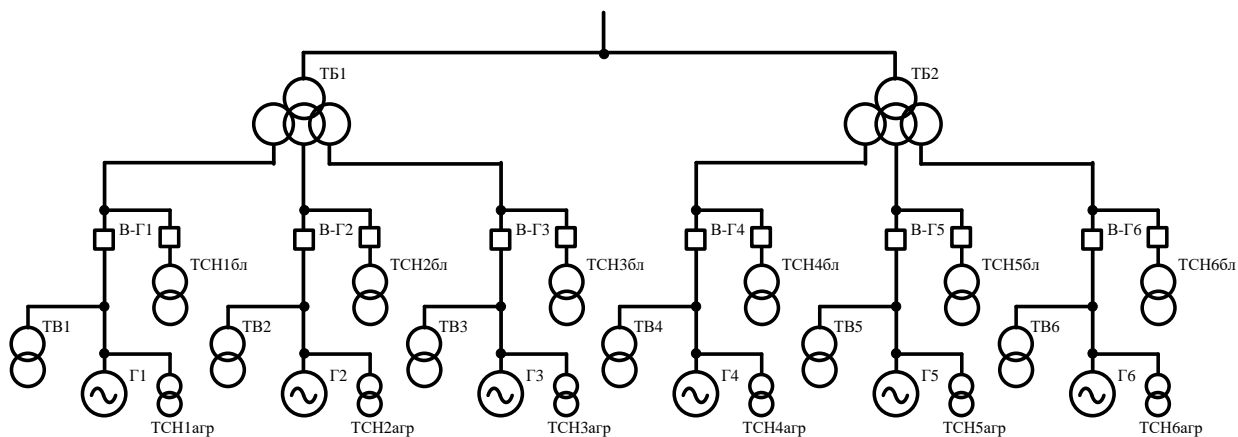 ТБ1
ТБ2
В-Г1
В-Г2
В-Г3
В-Г4
В-Г5
В-Г6
ТСН1бл
ТСН2бл
ТСН3бл
ТСН4бл
ТСН5бл
ТСН6бл
ТВ1
ТВ2
ТВ3
ТВ4
ТВ5
ТВ6
Г1
Г2
Г3
Г4
Г5
Г6
ТСН1агр
ТСН2агр
ТСН3агр
ТСН4агр
ТСН5агр
ТСН6агр